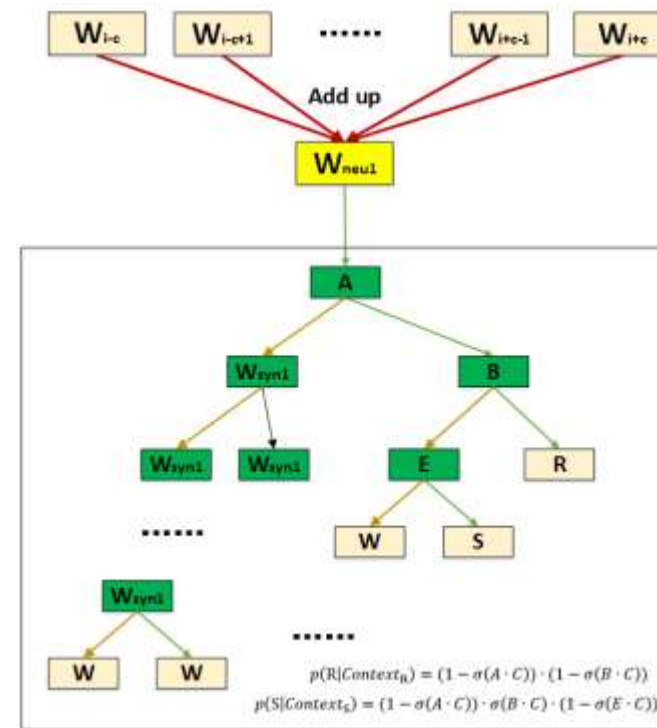 Wi-c Wi-c+1 ...... Wi+c-1 Wi+c
Add up
Wneu1
A
Wsyn1 B
Wsyn1 Wsyn1 E R
...... W S
Wsyn1
......
W W
p(R|Context_R) = (1 − σ(A · C)) · (1 − σ(B · C))
p(S|Context_S) = (1 − σ(A · C)) · σ(B · C) · (1 − σ(E · C))